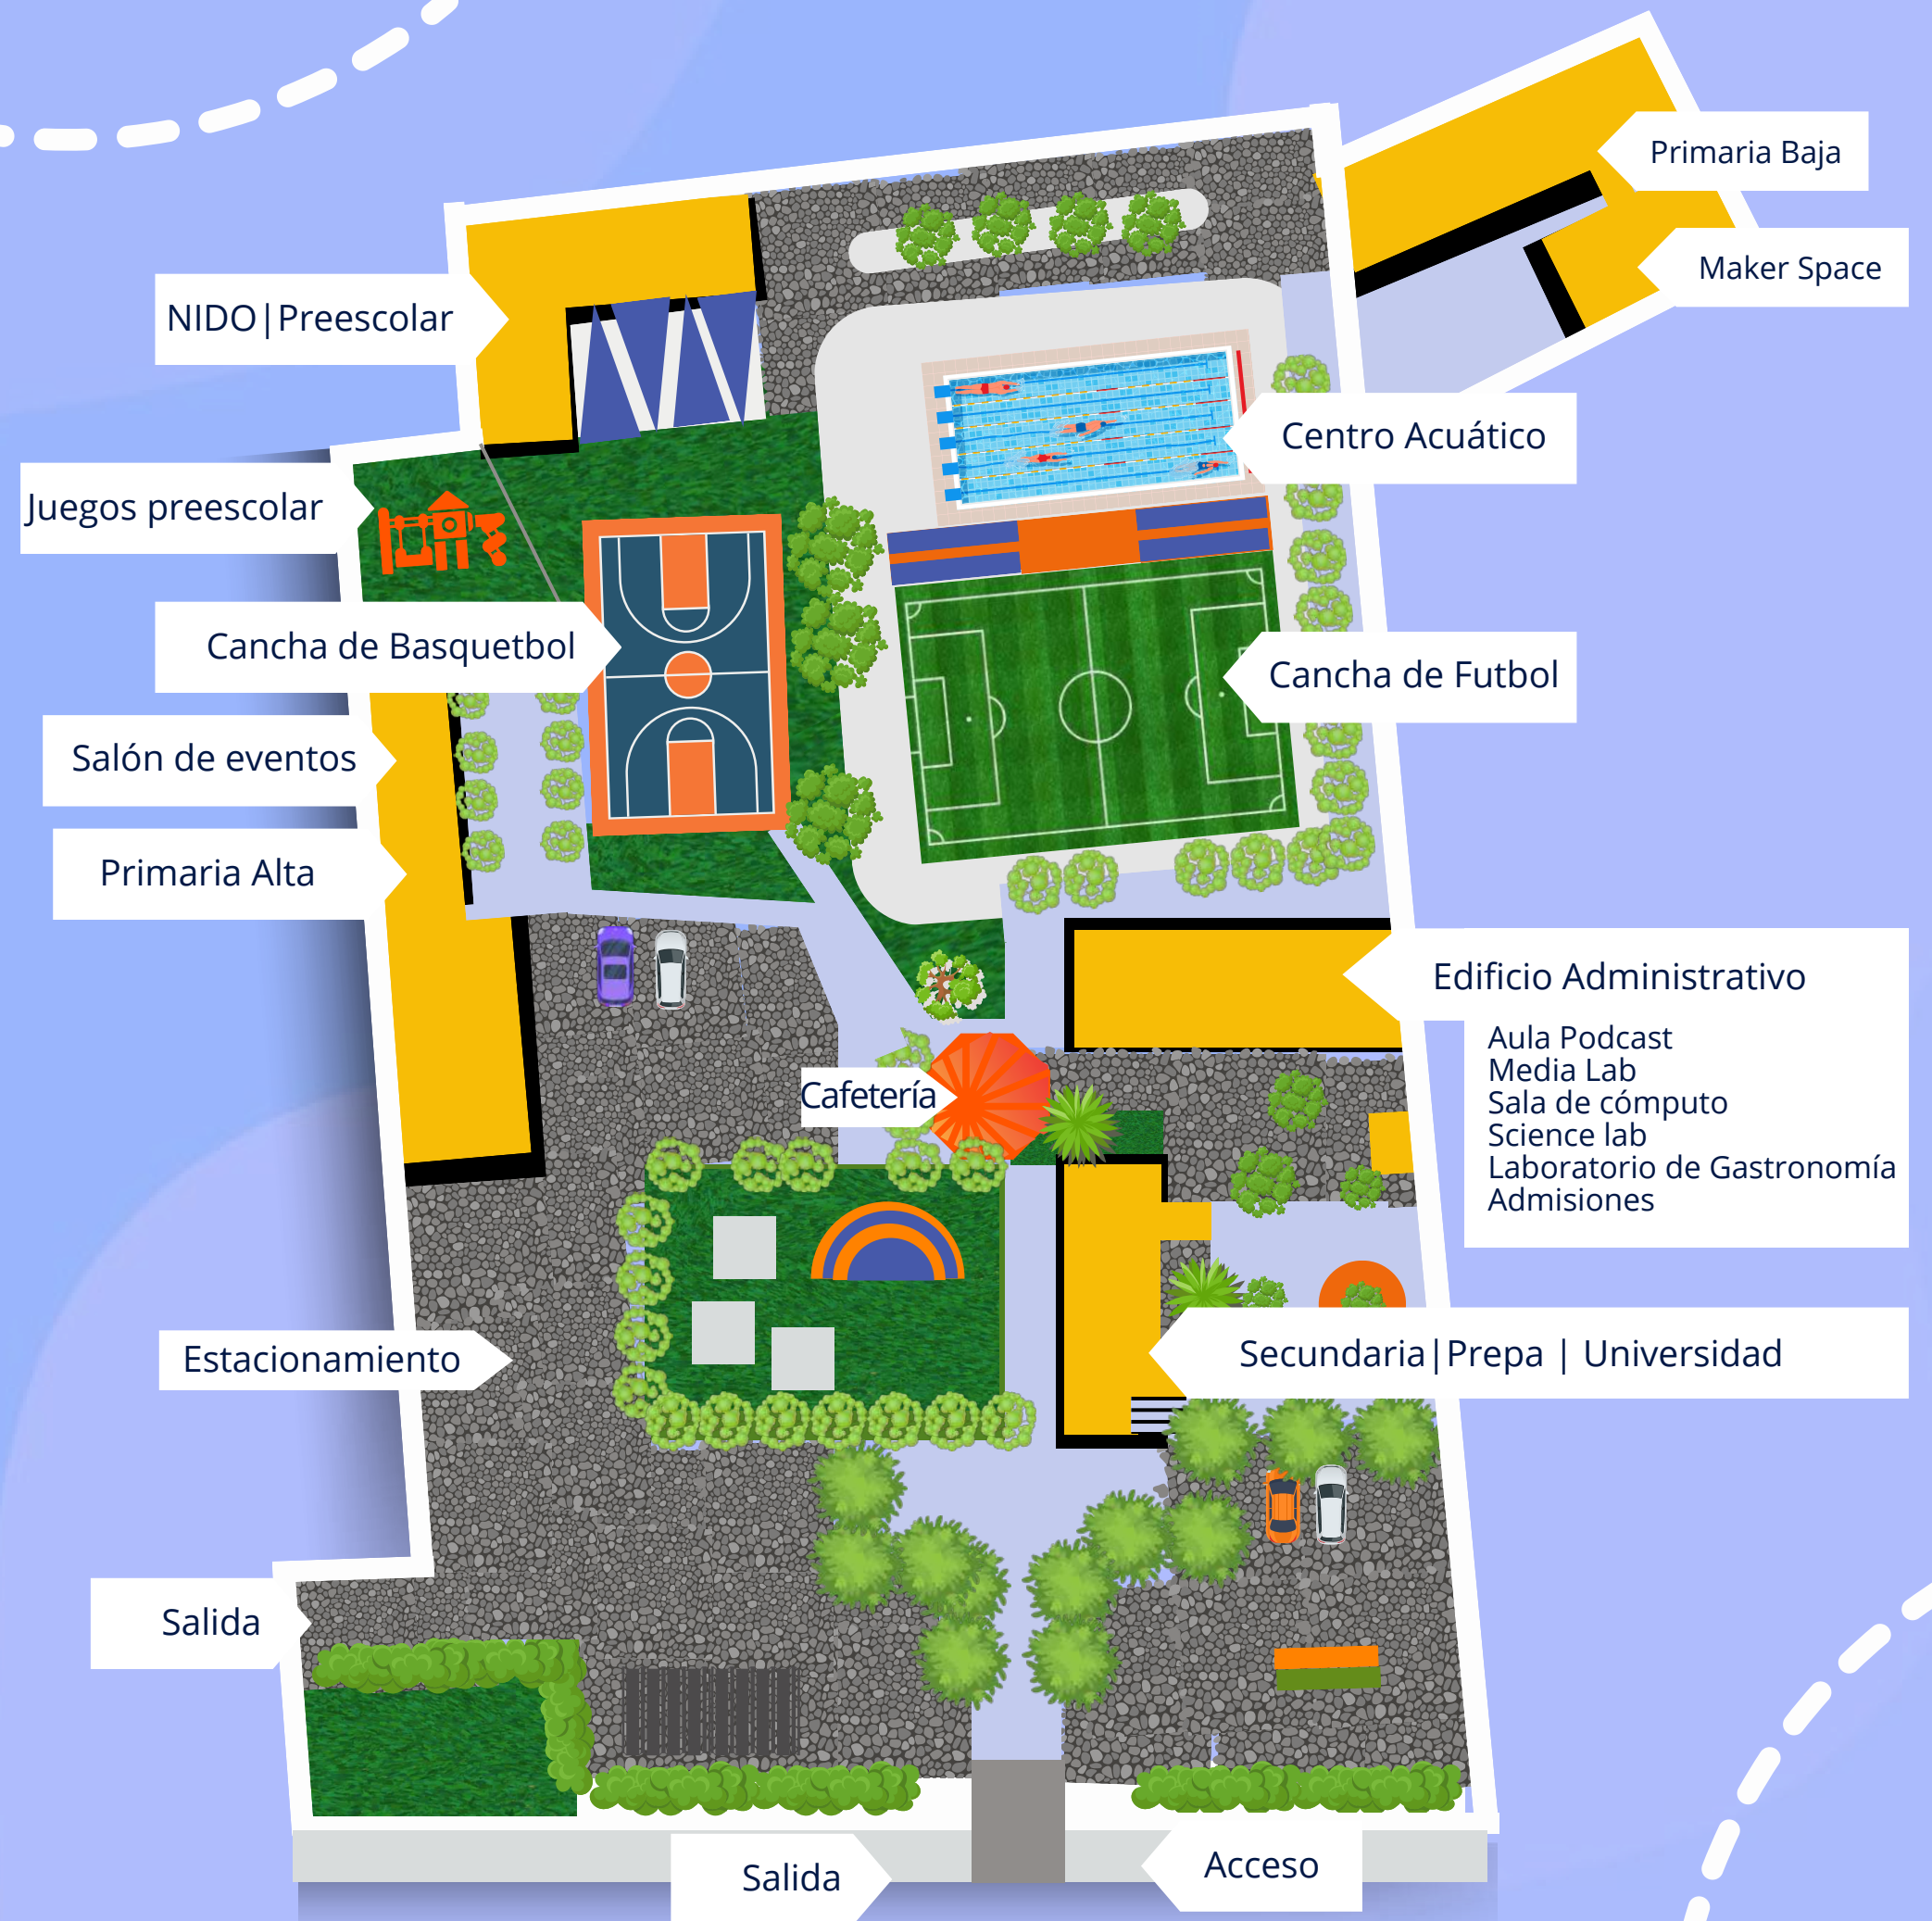 Primaria Baja
Maker Space
NIDO|Preescolar
Centro Acuático
Juegos preescolar
Cancha de Basquetbol
Cancha de Futbol
Salón de eventos
Primaria Alta
Edificio Administrativo
Aula Podcast
Media Lab
Sala de cómputo
Science lab
Laboratorio de Gastronomía
Admisiones
Cafetería
Estacionamiento
Secundaria|Prepa | Universidad
Salida
Salida
Acceso